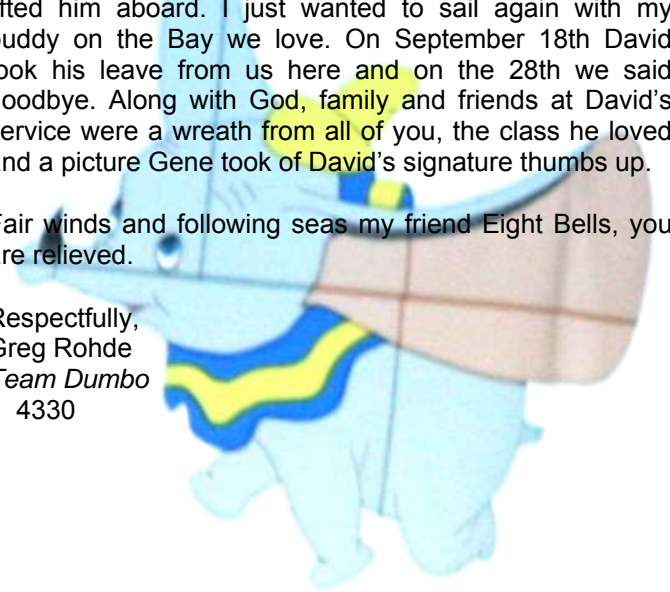 ifted him aboard. I just wanted to sail again with my
buddy on the Bay we love. On September 18th David
took his leave from us here and on the 28th we said
goodbye. Along with God, family and friends at David's
service were a wreath from all of you, the class he loved
and a picture Gene took of David's signature thumbs up.
Fair winds and following seas my friend Eight Bells, you
are relieved.
Respectfully,
Greg Rohde
Team Dumbo
4330